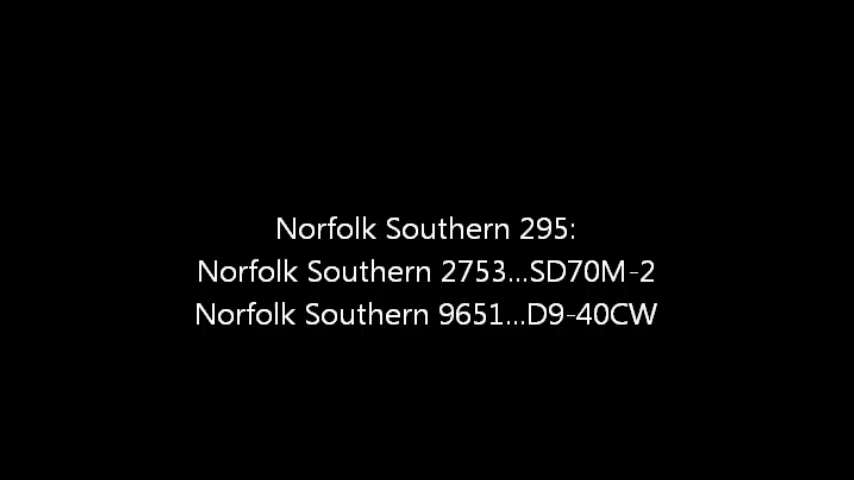 Norfolk Southern 295:
Norfolk Southern 2753...SD70M-2
Norfolk Southern 9651...D9-40CW